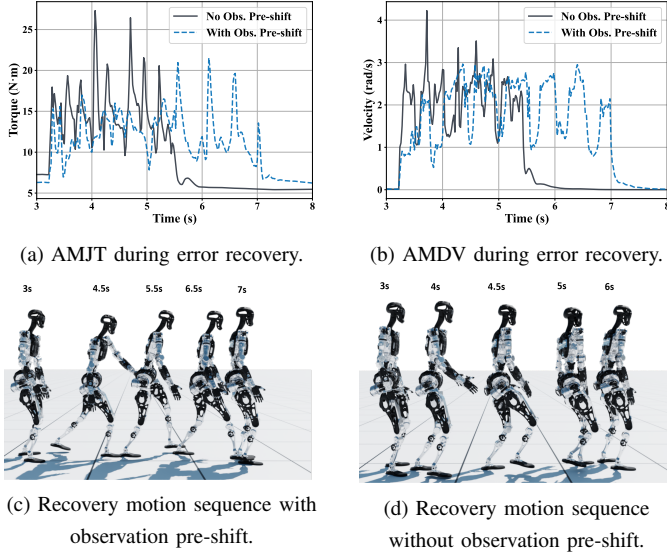 No Obs. Pre-shift
With Obs. Pre-shift
25
20
15
10
5
Torque (N·m)
3 4 5 6 7 8
Time (s)
(a) AMJT during error recovery.
No Obs. Pre-shift
With Obs. Pre-shift
4
3
2
1
0
Velocity (rad/s)
3 4 5 6 7 8
Time (s)
(b) AMDV during error recovery.
3s 4.5s 5.5s 6.5s 7s
(c) Recovery motion sequence with
observation pre-shift.
3s 4s 4.5s 5s 6s
(d) Recovery motion sequence
without observation pre-shift.